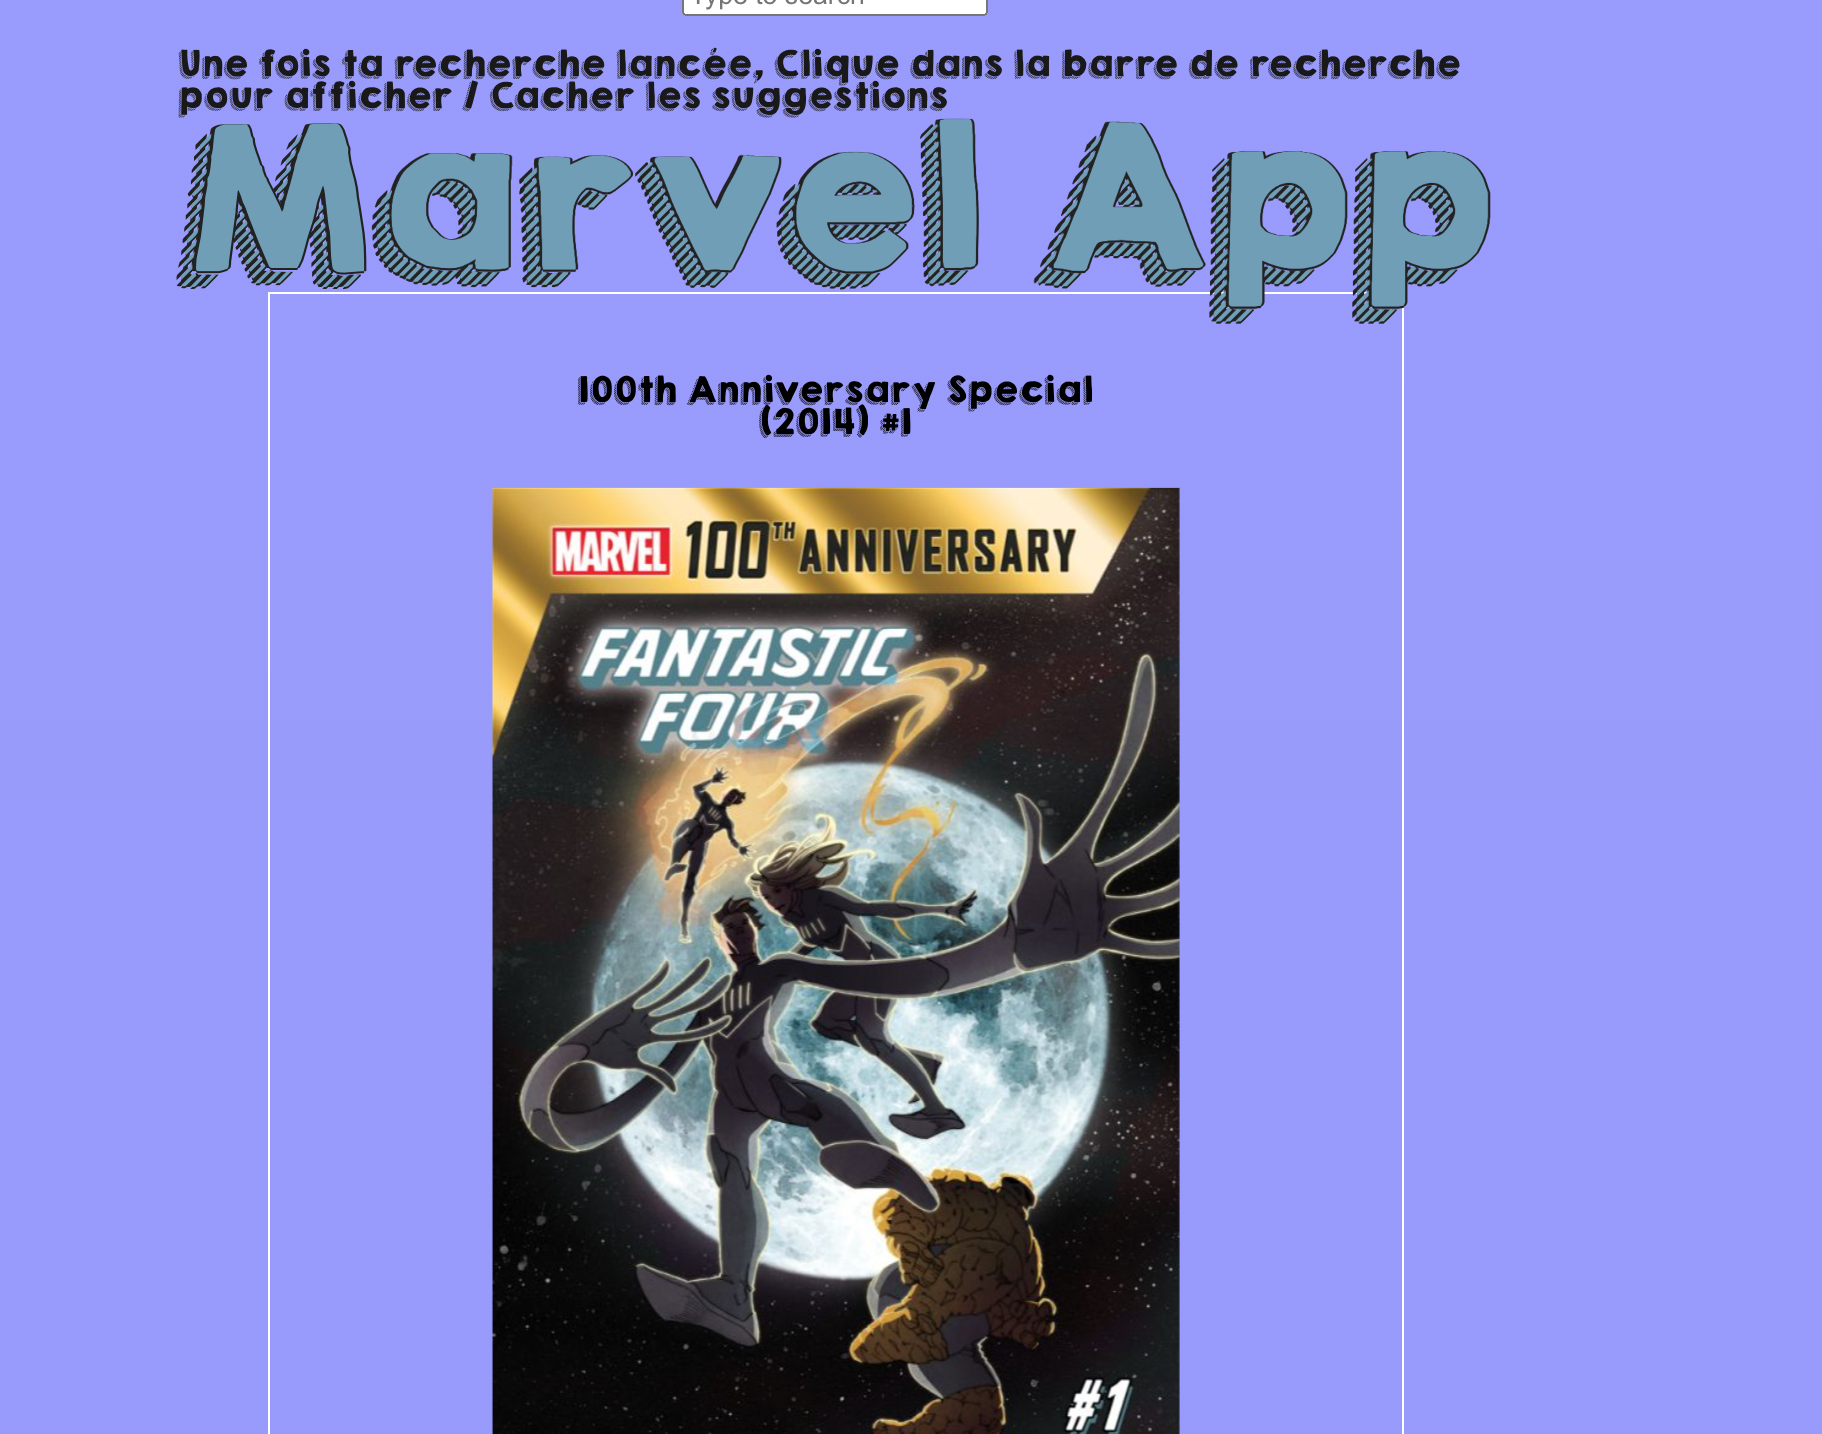 Type to search
Une fois ta recherche lancée, Clique dans la barre de recherche
pour afficher / Cacher les suggestions
Marvel App
100th Anniversary Special
(2014) #1
MARVEL 100TH ANNIVERSARY
FANTASTIC
FOUR
#1